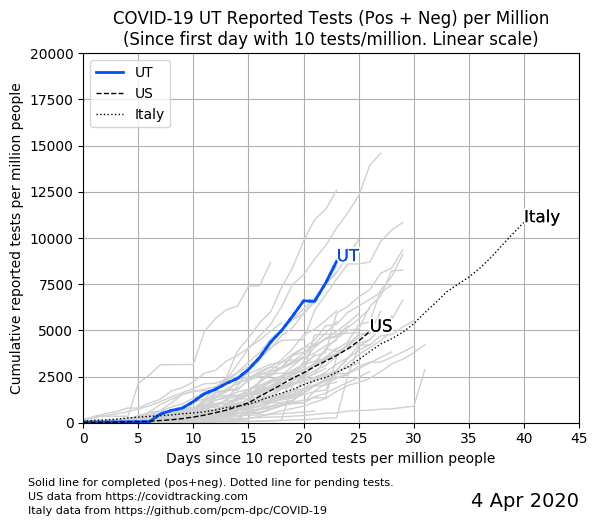 COVID-19 UT Reported Tests (Pos + Neg) per Million
(Since first day with 10 tests/million. Linear scale)
Cumulative reported tests per million people
20000
17500
15000
12500
10000
7500
5000
2500
0
UT
US
Italy
Italy
UT
US
0 5 10 15 20 25 30 35 40 45
Days since 10 reported tests per million people
Solid line for completed (pos+neg). Dotted line for pending tests.
US data from https://covidtracking.com
Italy data from https://github.com/pcm-dpc/COVID-19
4 Apr 2020